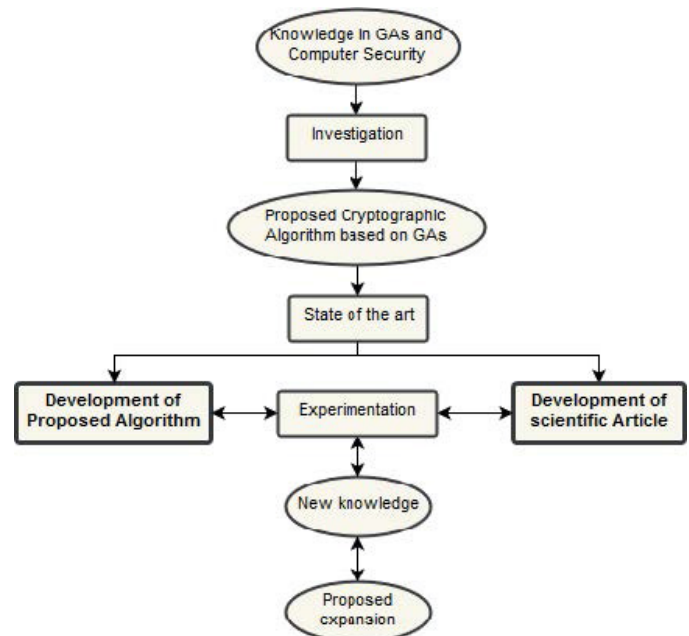 Knowledge in GAs and
Computer Security
Investigation
Proposed Cryptographic
Algorithm based on GAs
State of the art
Development of
Proposed Algorithm
Experimentation
Development of
scientific Article
New knowledge
Proposed
expansion